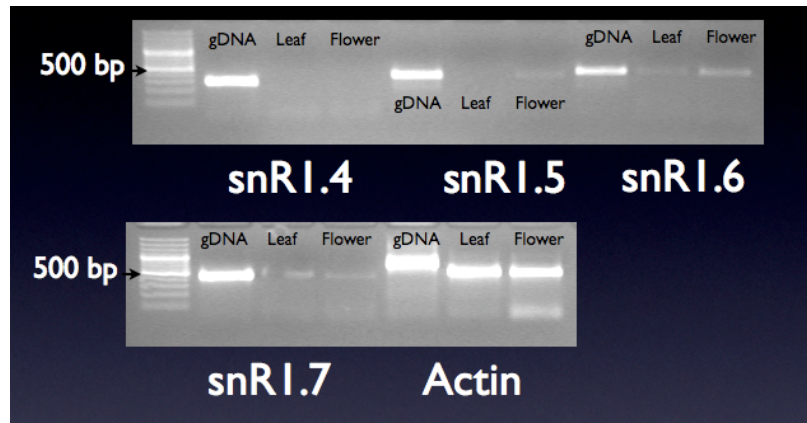 gDNA Leaf Flower
gDNA Leaf Flower
500 bp
gDNA Leaf Flower
snR1.4 snR1.5 snR1.6
gDNA Leaf Flower gDNA Leaf Flower
500 bp
snR1.7 Actin